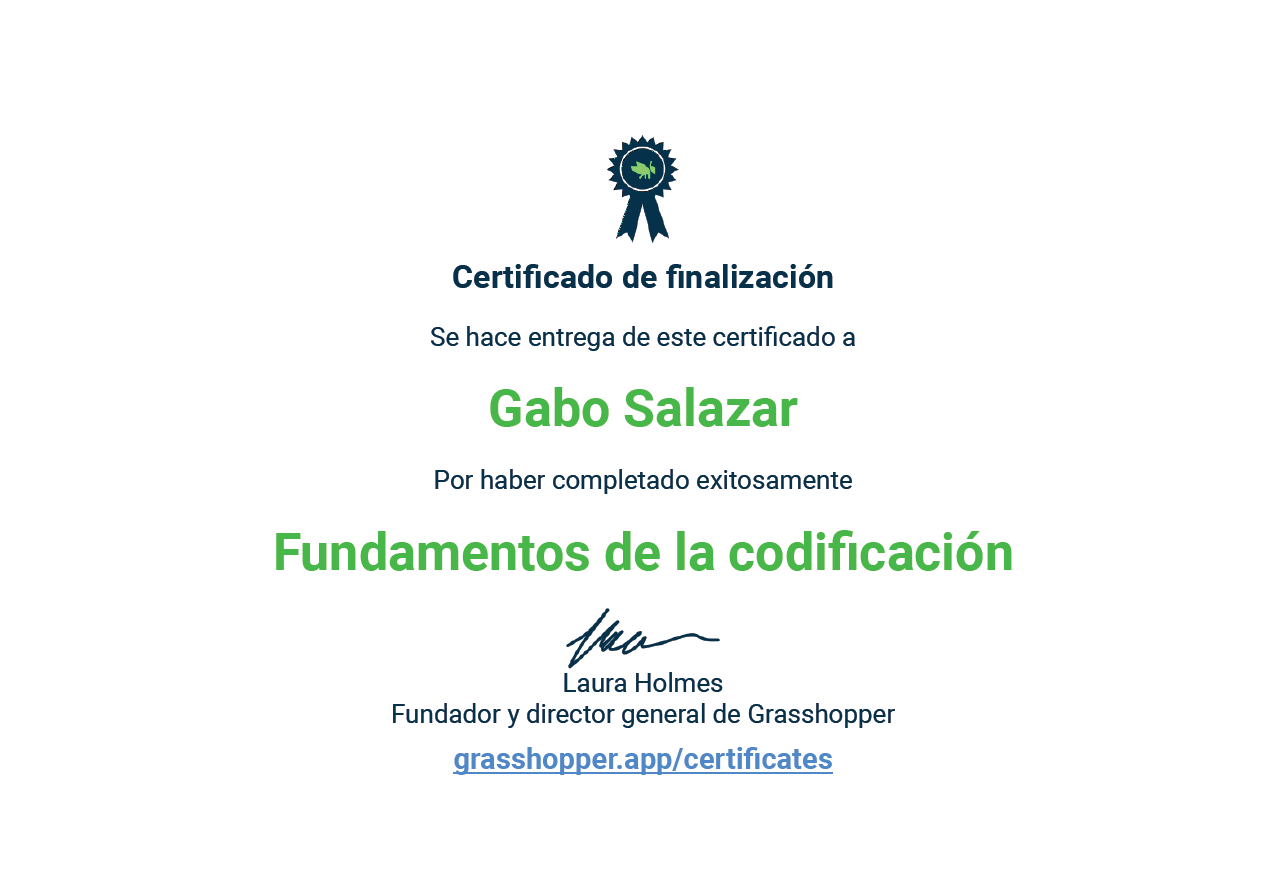 Certificado de finalización
Se hace entrega de este certificado a
Gabo Salazar
Por haber completado exitosamente
Fundamentos de la codificación
Laura Holmes
Fundador y director general de Grasshopper
grasshopper.app/certificates